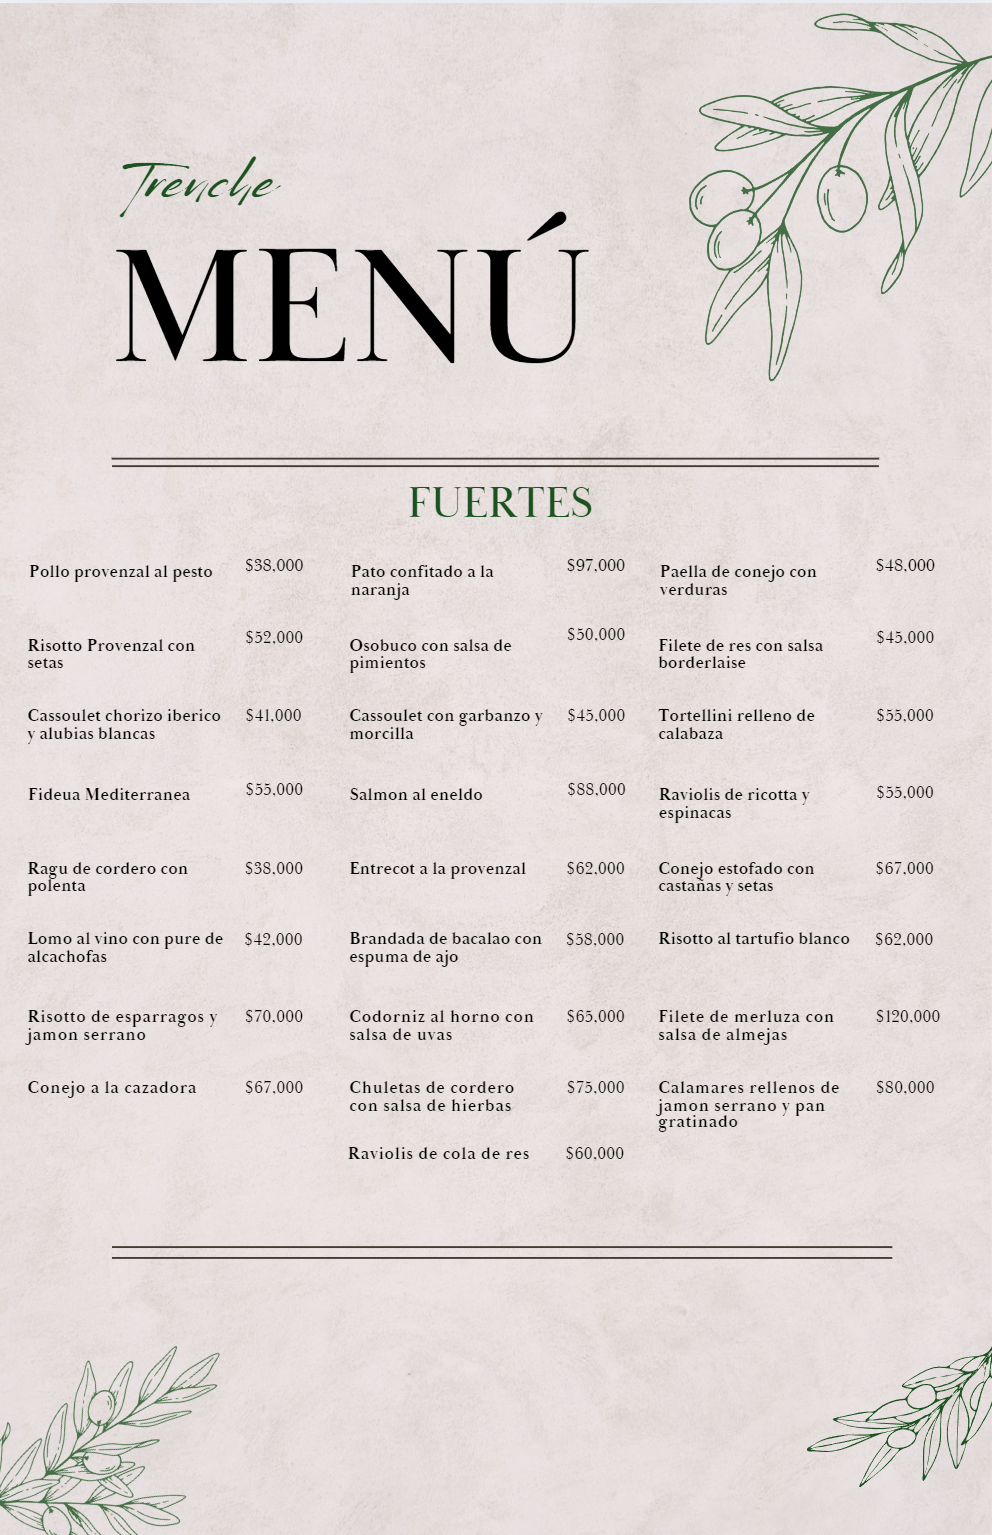 Trenche
MENÚ
FUERTES
Pollo provenzal al pesto $38,000
Risotto Provenzal con $52,000
setas
Cassoulet chorizo iberico $41,000
y alubias blancas
Fideua Mediterranea $55,000
Ragu de cordero con $38,000
polenta
Lomo al vino con pure de $42,000
alcachofas
Risotto de esparragos y $70,000
jamon serrano
Conejo a la cazadora $67,000
Pato confitado a la $97,000
naranja
Osobuco con salsa de $50,000
pimientos
Cassoulet con garbanzo y $45,000
morcilla
Salmon al eneldo $88,000
Entrecot a la provenzal $62,000
Brandada de bacalao con $58,000
espuma de ajo
Codorniz al horno con $65,000
salsa de uvas
Chuletas de cordero $75,000
con salsa de hierbas
Raviolis de cola de res $60,000
Paella de conejo con $48,000
verduras
Filete de res con salsa $45,000
borderlaise
Tortellini relleno de $55,000
calabaza
Raviolis de ricotta y $55,000
espinacas
Conejo estofado con $67,000
castañas y setas
Risotto al tartufio blanco $62,000
Filete de merluza con $120,000
salsa de almejas
Calamares rellenos de $80,000
jamon serrano y pan
gratinado